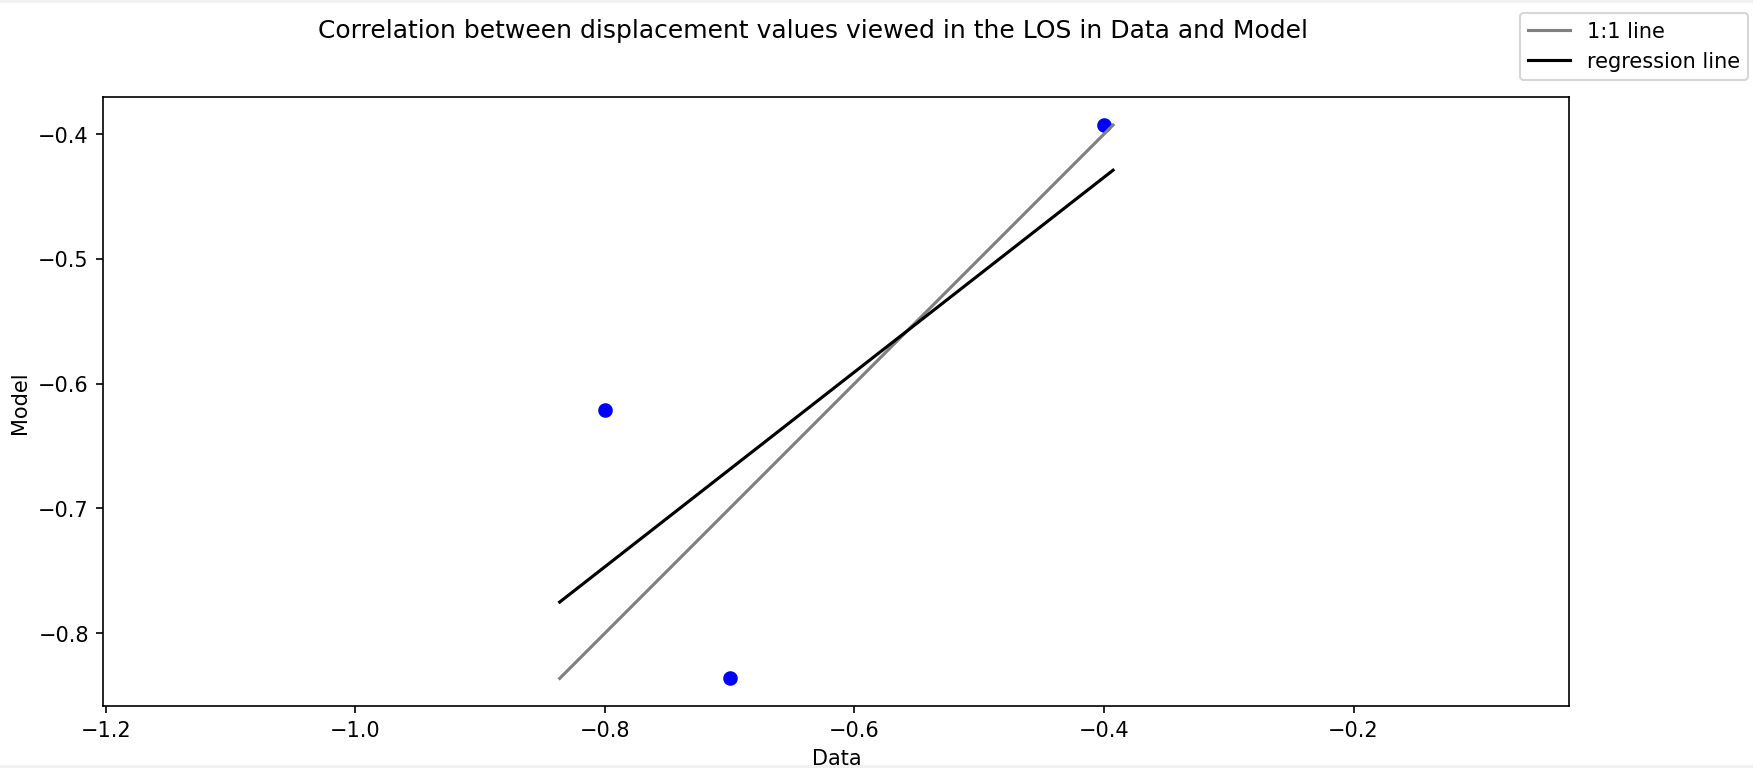 Correlation between displacement values viewed in the LOS in Data and Model
1:1 line
regression line
−0.4
−0.5
−0.6
−0.7
−0.8
Model
−1.2
−1.0
−0.8
−0.6
−0.4
−0.2
Data